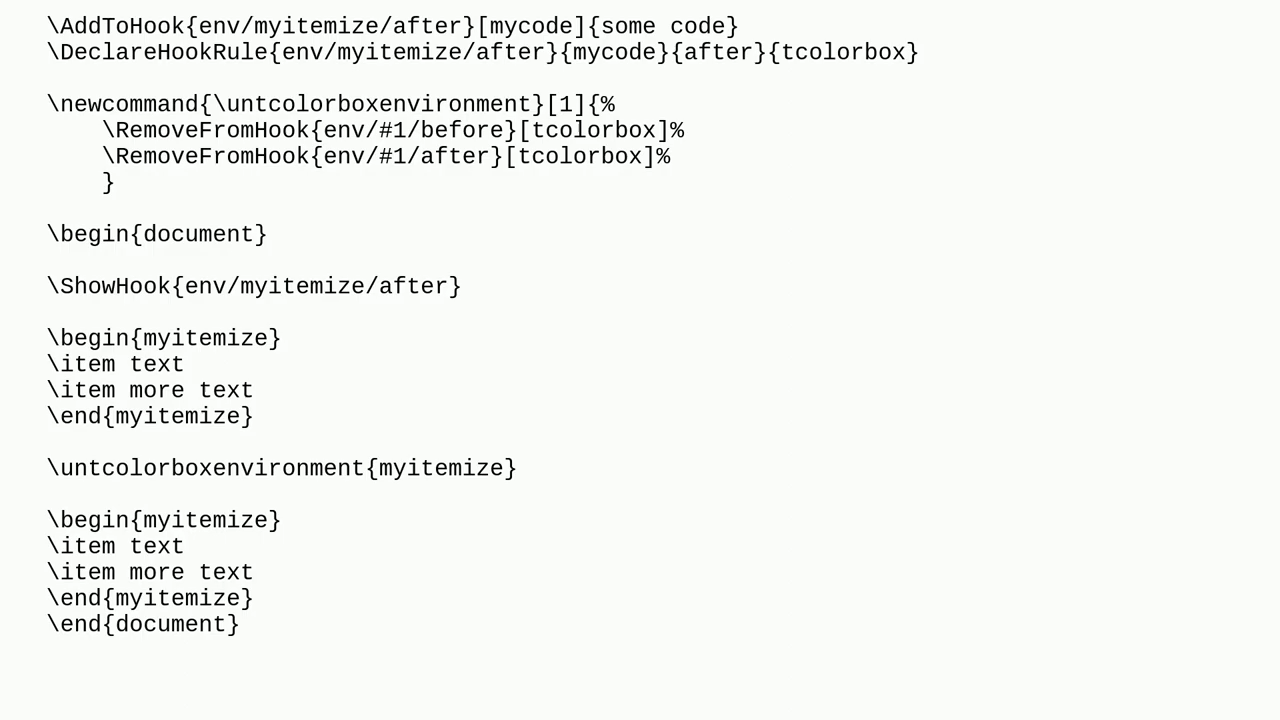 \AddToHook{env/myitemize/after}[mycode]{some code}
\DeclareHookRule{env/myitemize/after}{mycode}{after}{tcolorbox}

\newcommand{\untcolorboxenvironment}[1]{%
    \RemoveFromHook{env/#1/before}[tcolorbox]%
    \RemoveFromHook{env/#1/after}[tcolorbox]%
    }

\begin{document}

\ShowHook{env/myitemize/after}

\begin{myitemize}
\item text
\item more text
\end{myitemize}

\untcolorboxenvironment{myitemize}

\begin{myitemize}
\item text
\item more text
\end{myitemize}
\end{document}